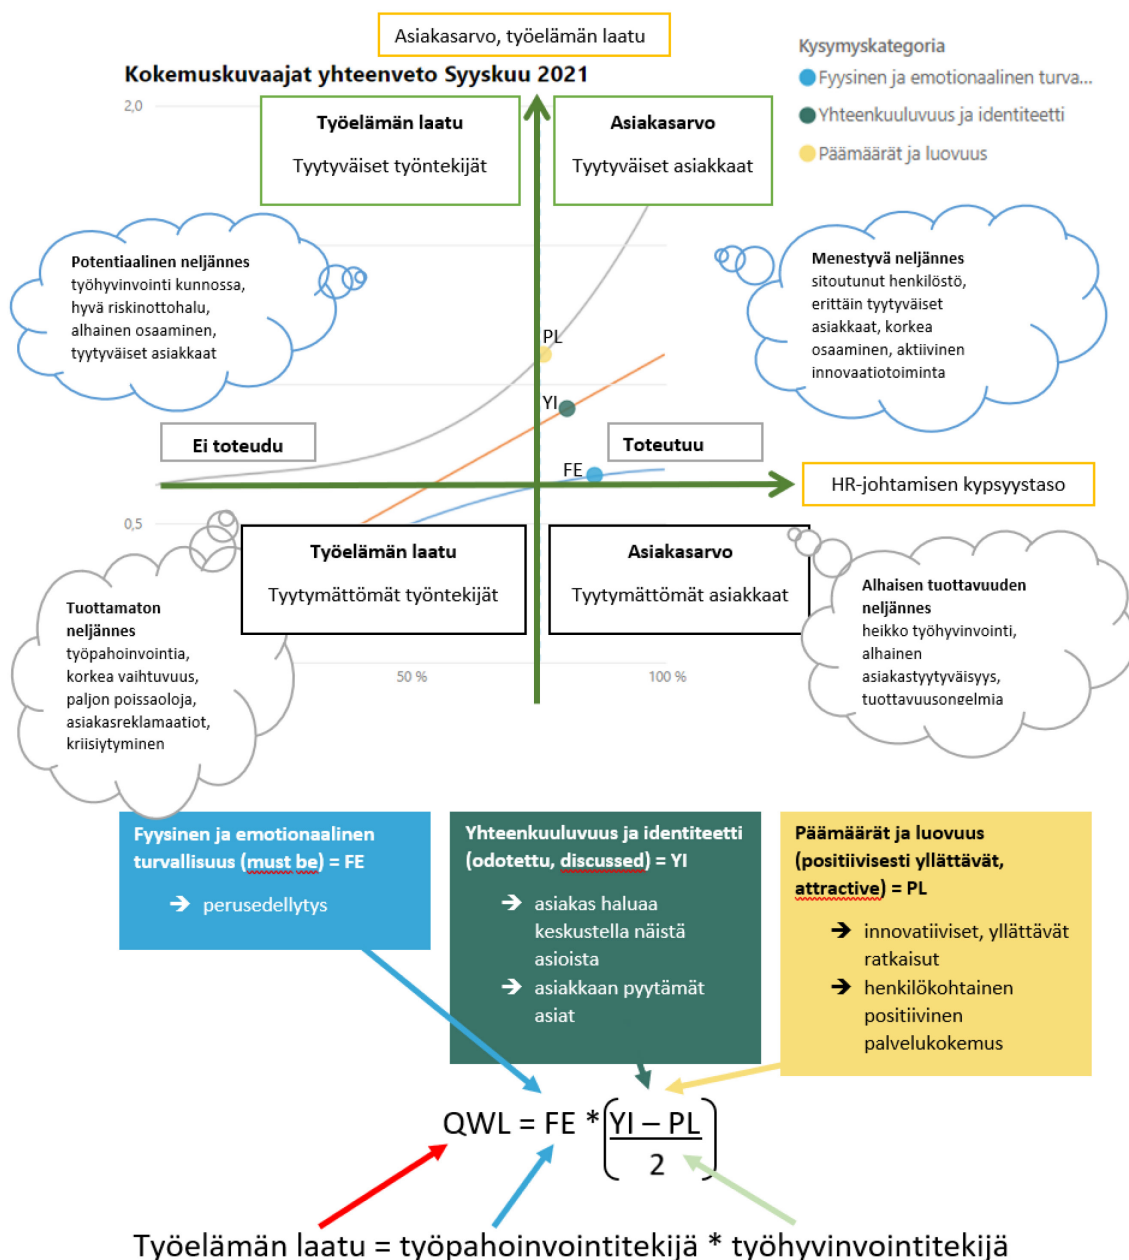 Asiakasarvo, työelämän laatu
Kokemuskuvaajat yhteenveto Syyskuu 2021
Kysymyskategoria
Fyysinen ja emotionaalinen turva...
Yhteenkuuluvuus ja identiteetti
Päämäärät ja luovuus
2,0
Työelämän laatu
Tyytyväiset työntekijät
Asiakasarvo
Tyytyväiset asiakkaat
Potentiaalinen neljännes
työhyvinvointi kunnossa,
hyvä riskinottohalu,
alhainen osaaminen,
tyytyväiset asiakkaat
Menestyvä neljännes
sitoutunut henkilöstö,
erittäin tyytyväiset
asiakkaat, korkea
osaaminen, aktiivinen
innovaatiotoiminta
PL
YI
FE
Ei toteudu
Toteutuu
HR-johtamisen kypsyystaso
0,5
Työelämän laatu
Tyytymättömät työntekijät
Asiakasarvo
Tyytymättömät asiakkaat
Tuottamaton
neljännes
työpahoinvointia,
korkea vaihtuvuus,
paljon poissaoloja,
asiakasreklamaatiot,
kriisiytyminen
Alhaisen tuottavuuden
neljännes
heikko työhyvinvointi,
alhainen
asiakastyytyväisyys,
tuottavuusongelmia
50 %
100 %
Fyysinen ja emotionaalinen
turvallisuus (must be) = FE
➔ perusedellytys
Yhteenkuuluvuus ja identiteetti
(odotettu, discussed) = YI
➔ asiakas haluaa
keskustella näistä
asioista
➔ asiakkaan pyytämät
asiat
Päämäärät ja luovuus
(positiivisesti yllättävät,
attractive) = PL
➔ innovatiiviset, yllättävät
ratkaisut
➔ henkilökohtainen
positiivinen
palvelukokemus
QWL = FE * (YI – PL
2)
Työelämän laatu = työpahoinvointitekijä * työhyvinvointitekijä